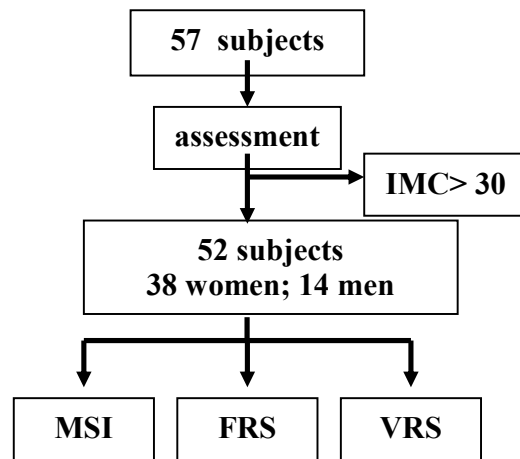 57 subjects
assessment
IMC> 30
52 subjects
38 women; 14 men
MSI
FRS
VRS